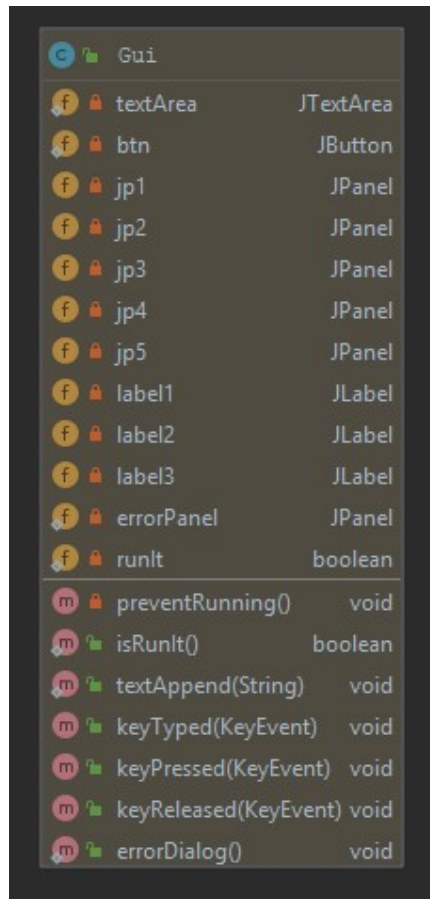 C Gui
f textArea JTextArea
f btn JButton
f jp1 JPanel
f jp2 JPanel
f jp3 JPanel
f jp4 JPanel
f jp5 JPanel
f label1 JLabel
f label2 JLabel
f label3 JLabel
f errorPanel JPanel
f runIt boolean
m preventRunning() void
m isRunIt() boolean
m textAppend(String) void
m keyTyped(KeyEvent) void
m keyPressed(KeyEvent) void
m keyReleased(KeyEvent) void
m errorDialog() void